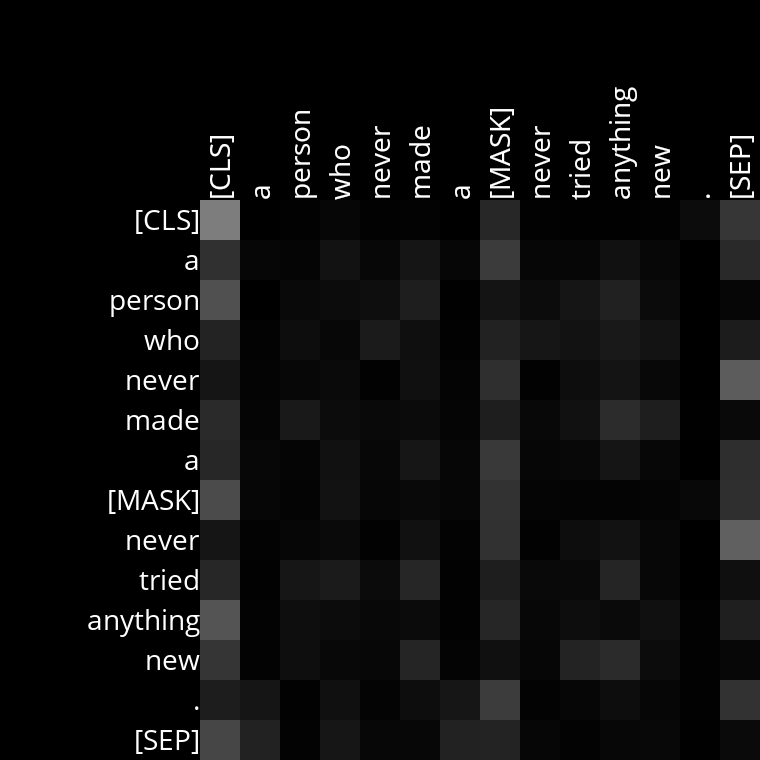 [CLS] a person who never made a [MASK] never tried anything new . [SEP]
[CLS]
a
person
who
never
made
a
[MASK]
never
tried
anything
new
.
[SEP]